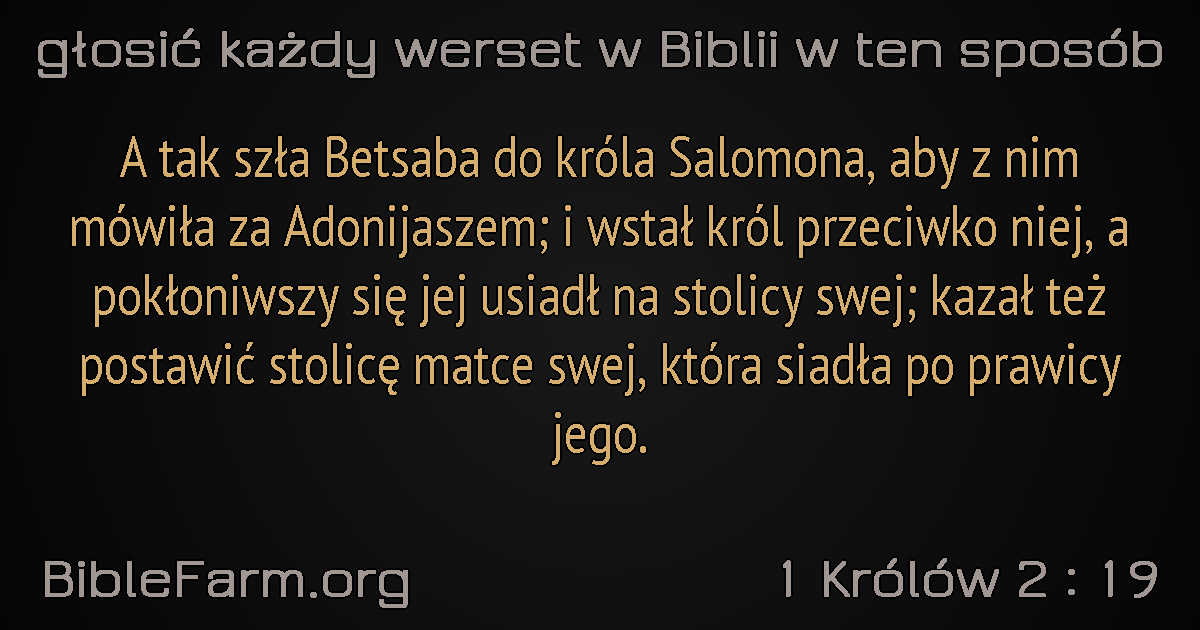 głosić każdy werset w Biblii w ten sposób
A tak szła Betsaba do króla Salomona, aby z nim
mówiła za Adonijaszem; i wstał król przeciwko niej, a
pokłoniwszy się jej usiadł na stolicy swej; kazał też
postawić stolicę matce swej, która siadła po prawicy
jego.
BibleFarm.org
1 Królów 2 : 19